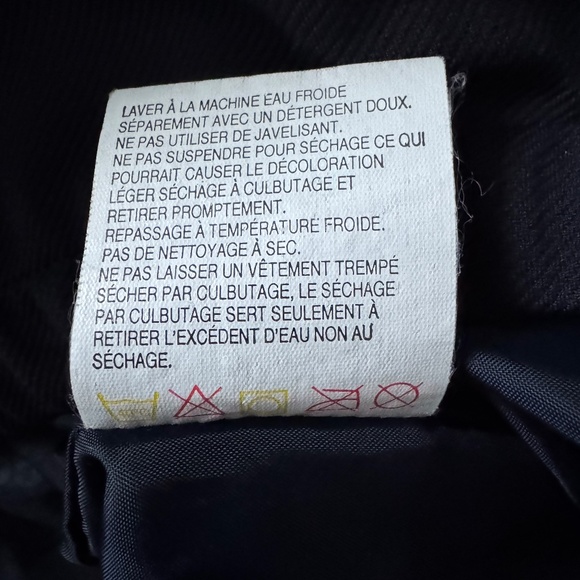 LAVER À LA MACHINE EAU FROIDE
SÉPAREMENT AVEC UN DÉTERGENT DOUX.
NE PAS UTILISER DE JAVELISANT.
NE PAS SUSPENDRE POUR SÉCHAGE CE QUI
POURRAIT CAUSER LE DÉCOLORATION
LÉGER SÉCHAGE À CULBUTAGE ET
RETIRER PROMPTEMENT.
REPASSAGE À TEMPÉRATURE FROIDE.
PAS DE NETTOYAGE À SEC.
NE PAS LAISSER UN VÊTEMENT TREMPÉ
SÉCHER PAR CULBUTAGE, LE SÉCHAGE
PAR CULBUTAGE SERT SEULEMENT À
RETIRER L'EXCÉDENT D'EAU NON AU
SÉCHAGE.